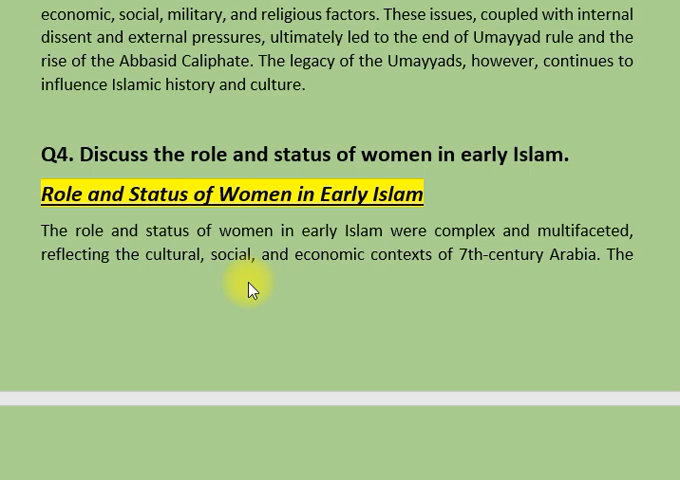 economic, social, military, and religious factors. These issues, coupled with internal
dissent and external pressures, ultimately led to the end of Umayyad rule and the
rise of the Abbasid Caliphate. The legacy of the Umayyads, however, continues to
influence Islamic history and culture.
Q4. Discuss the role and status of women in early Islam.
Role and Status of Women in Early Islam
The role and status of women in early Islam were complex and multifaceted,
reflecting the cultural, social, and economic contexts of 7th-century Arabia. The